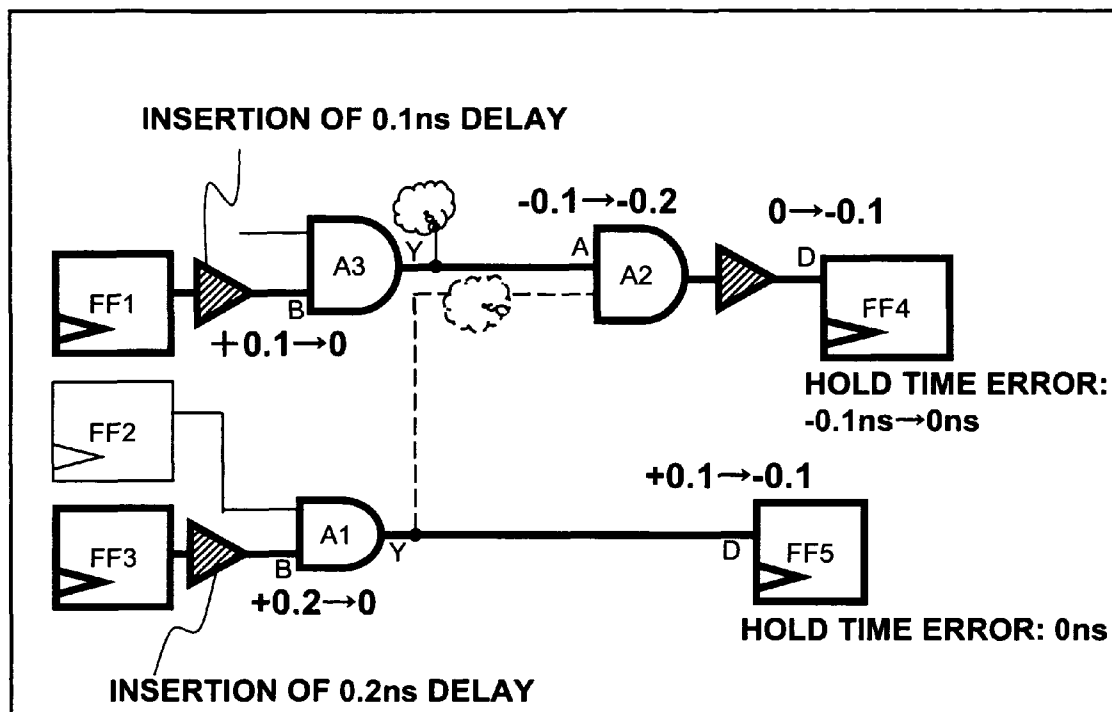 INSERTION OF 0.1ns DELAY
-0.1→-0.2
0→-0.1
Y
A
D
A3
A2
FF1
B
FF4
+0.1→0
HOLD TIME ERROR:
-0.1ns→0ns
FF2
+0.1→-0.1
A1
FF3
B
Y
D
FF5
+0.2→0
HOLD TIME ERROR: 0ns
INSERTION OF 0.2ns DELAY